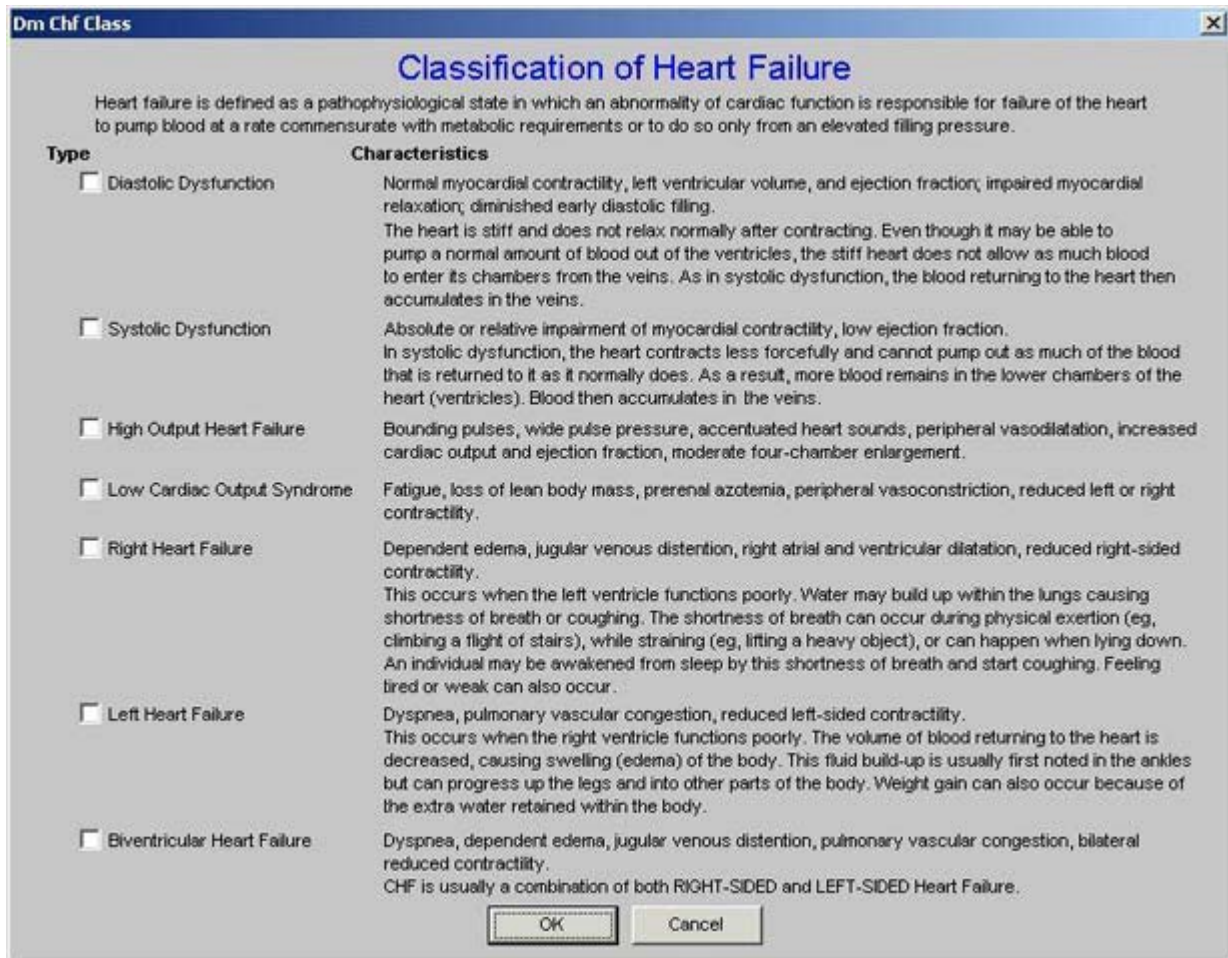 Dm Chf Class
Classification of Heart Failure
Heart failure is defined as a pathophysiological state in which an abnormality of cardiac function is responsible for failure of the heart
to pump blood at a rate commensurate with metabolic requirements or to do so only from an elevated filling pressure.
Type Characteristics
Diastolic Dysfunction Normal myocardial contractility, left ventricular volume, and ejection fraction; impaired myocardial
relaxation; diminished early diastolic filling.
The heart is stiff and does not relax normally after contracting. Even though it may be able to
pump a normal amount of blood out of the ventricles, the stiff heart does not allow as much blood
to enter its chambers from the veins. As in systolic dysfunction, the blood returning to the heart then
accumulates in the veins.
Systolic Dysfunction Absolute or relative impairment of myocardial contractility, low ejection fraction.
In systolic dysfunction, the heart contracts less forcefully and cannot pump out as much of the blood
that is returned to it as it normally does. As a result, more blood remains in the lower chambers of the
heart (ventricles). Blood then accumulates in the veins.
High Output Heart Failure Bounding pulses, wide pulse pressure, accentuated heart sounds, peripheral vasodilatation, increased
cardiac output and ejection fraction, moderate four-chamber enlargement.
Low Cardiac Output Syndrome Fatigue, loss of lean body mass, prerenal azotemia, peripheral vasoconstriction, reduced left or right
contractility.
Right Heart Failure Dependent edema, jugular venous distention, right atrial and ventricular dilatation, reduced right-sided
contractility.
This occurs when the left ventricle functions poorly. Water may build up within the lungs causing
shortness of breath or coughing. The shortness of breath can occur during physical exertion (eg,
climbing a flight of stairs), while straining (eg, lifting a heavy object), or can happen when lying down.
An individual may be awakened from sleep by this shortness of breath and start coughing. Feeling
tired or weak can also occur.
Left Heart Failure Dyspnea, pulmonary vascular congestion, reduced left-sided contractility.
This occurs when the right ventricle functions poorly. The volume of blood returning to the heart is
decreased, causing swelling (edema) of the body. This fluid build-up is usually first noted in the ankles
but can progress up the legs and into other parts of the body. Weight gain can also occur because of
the extra water retained within the body.
Biventricular Heart Failure Dyspnea, dependent edema, jugular venous distention, pulmonary vascular congestion, bilateral
reduced contractility.
CHF is usually a combination of both RIGHT-SIDED and LEFT-SIDED Heart Failure.
OK Cancel